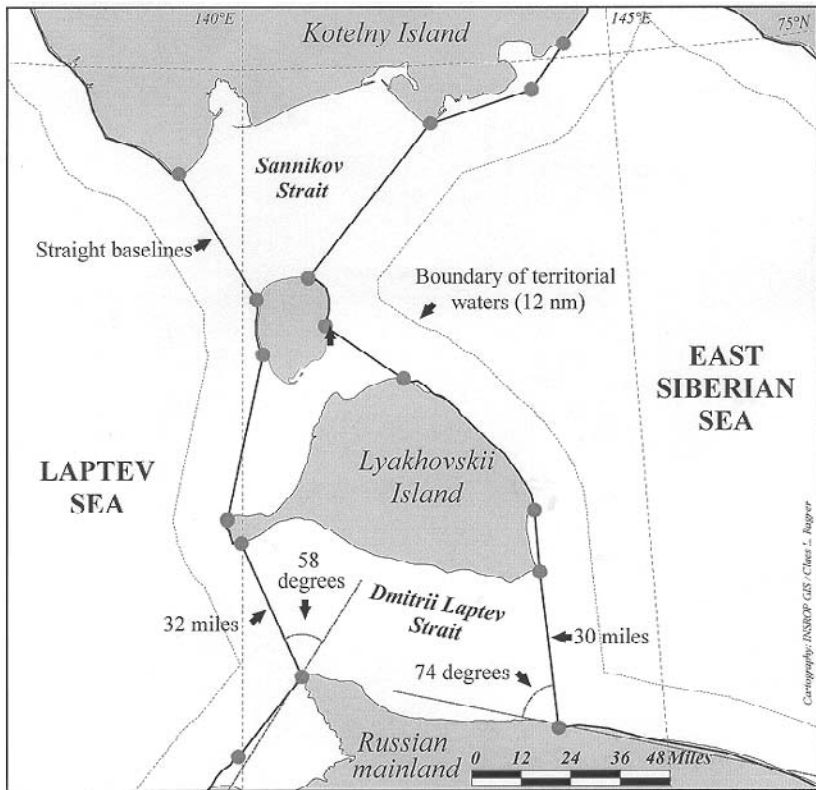 140°E
145°E
75°N
Kotelny Island
Sannikov
Strait
Straight baselines
Boundary of territorial
waters (12 nm)
EAST
SIBERIAN
SEA
LAPTEV
SEA
Lyakhovskii
Island
58
degrees
Dmitrii Laptev
Strait
32 miles
30 miles
74 degrees
Russian
mainland
0 12 24 36 48 Miles
Cartography: INSROP GIS / Claes L.